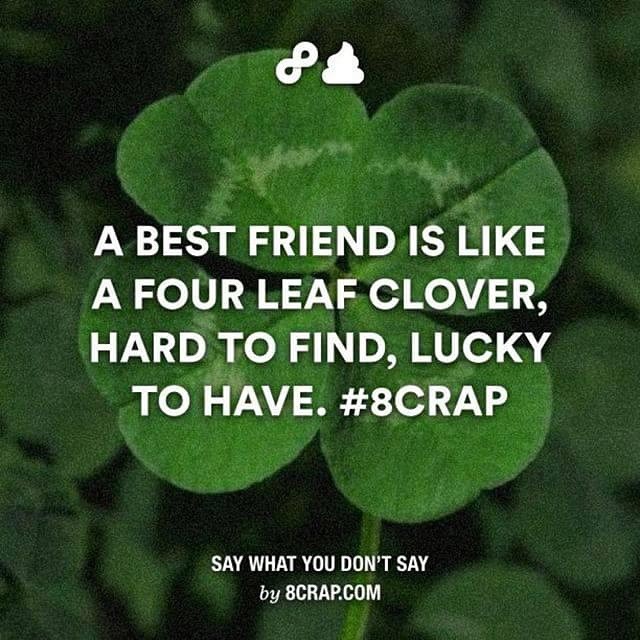 A BEST FRIEND IS LIKE
A FOUR LEAF CLOVER,
HARD TO FIND, LUCKY
TO HAVE. #8CRAP
SAY WHAT YOU DON'T SAY
by 8CRAP.COM